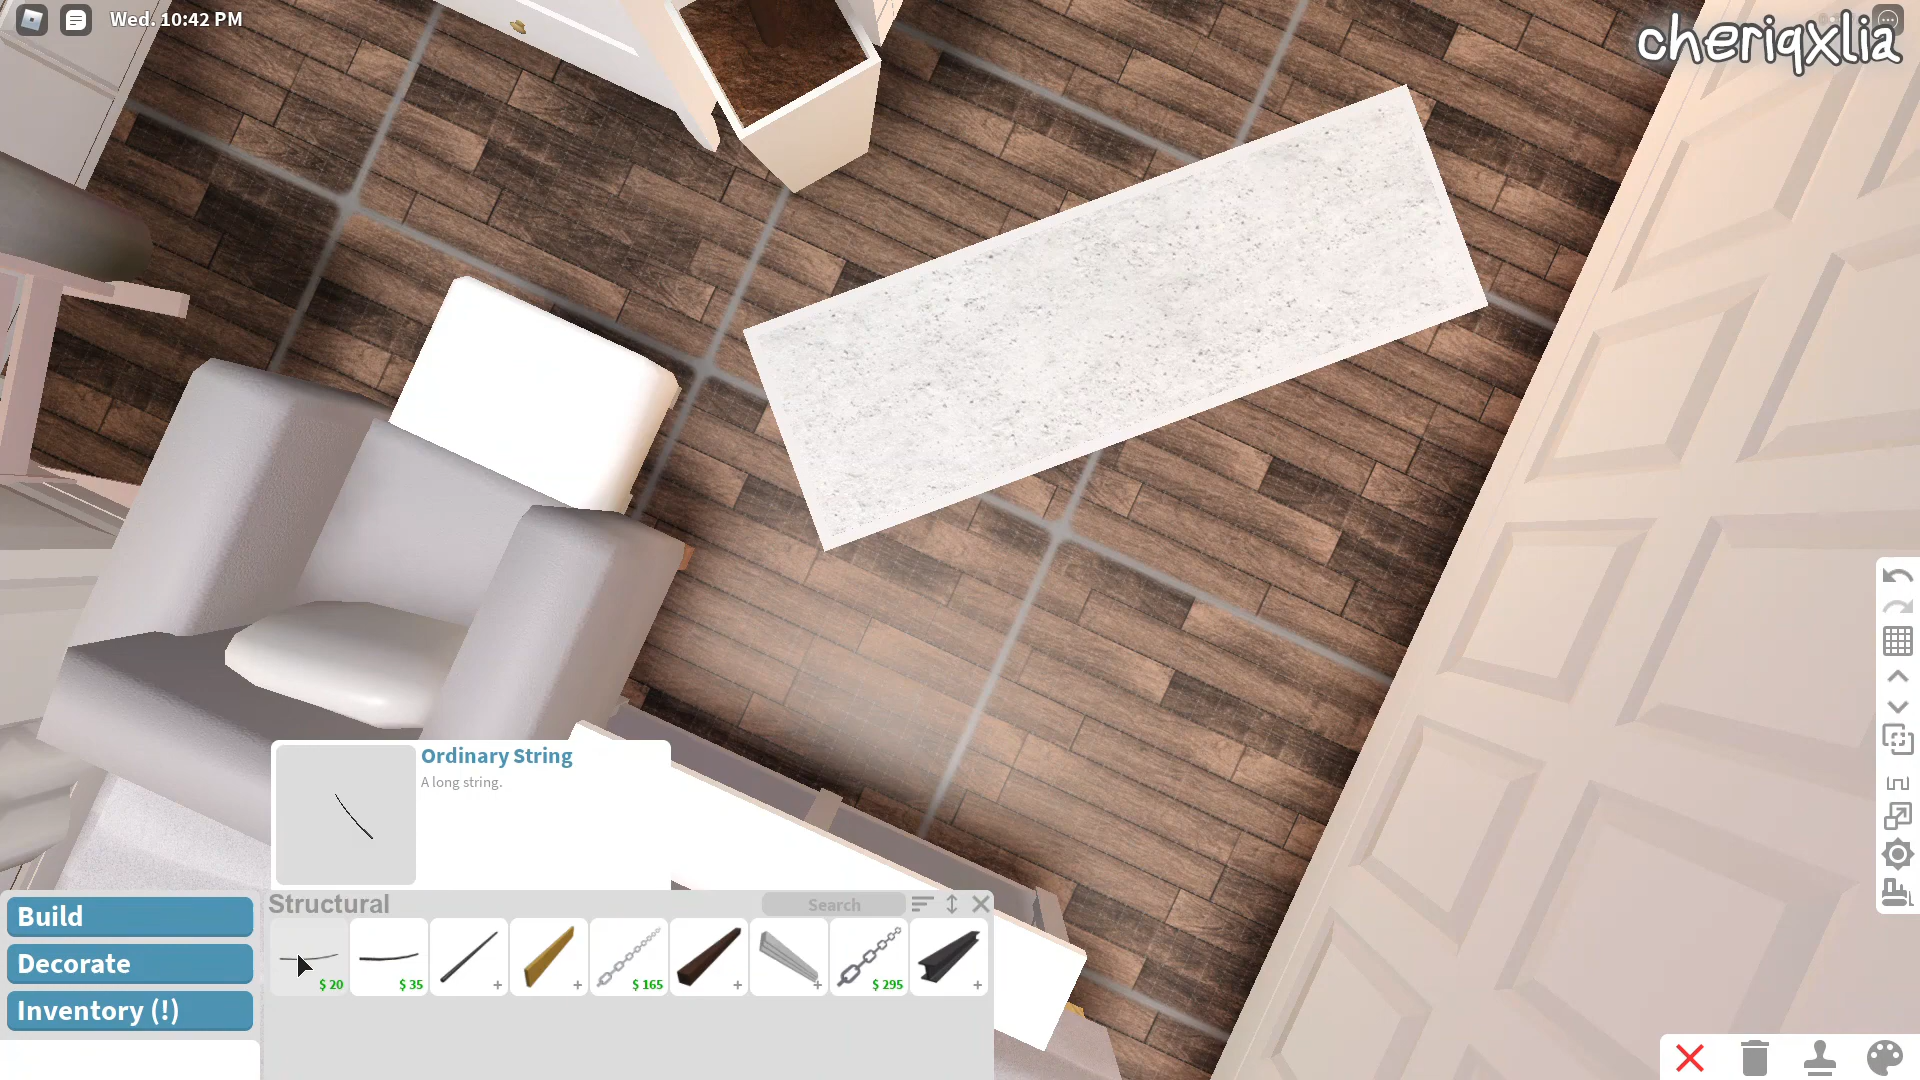 Wed. 10:42 PM
cheriqxlia
Ordinary String
A long string.
Build
Decorate
Inventory (!)
Structural
Search
$ 20
$ 35
+
+
$ 165
+
+
$ 295
+